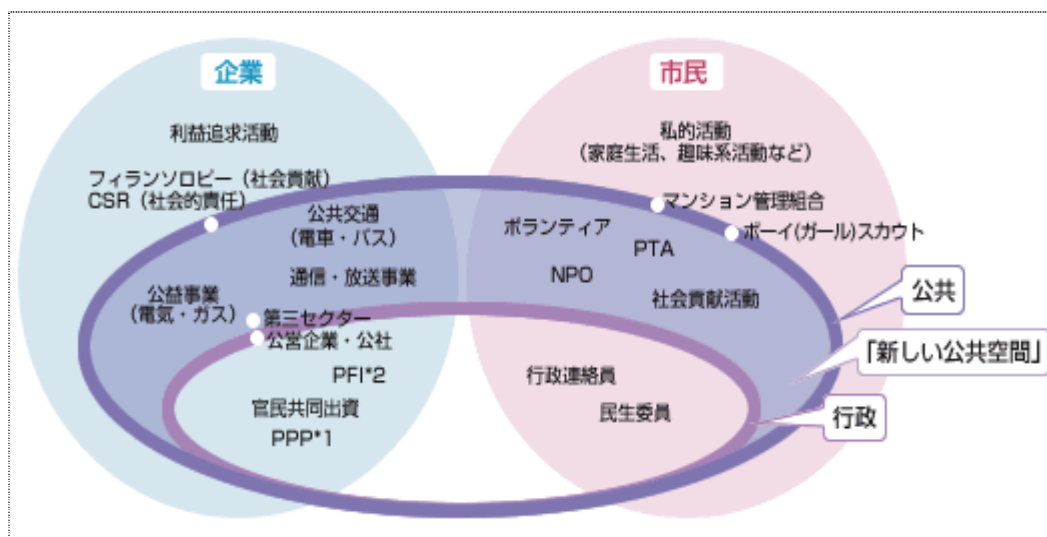 企業
利益追求活動
フィランソロピー（社会貢献）
CSR（社会的責任）
公共交通
（電車・バス）
通信・放送事業
公益事業
（電気・ガス）
第三セクター
公営企業・公社
PFI*2
官民共同出資
PPP*1
市民
私的活動
（家庭生活、趣味系活動など）
マンション管理組合
ボーイ(ガール)スカウト
ボランティア
PTA
NPO
社会貢献活動
行政連絡員
民生委員
公共
「新しい公共空間」
行政